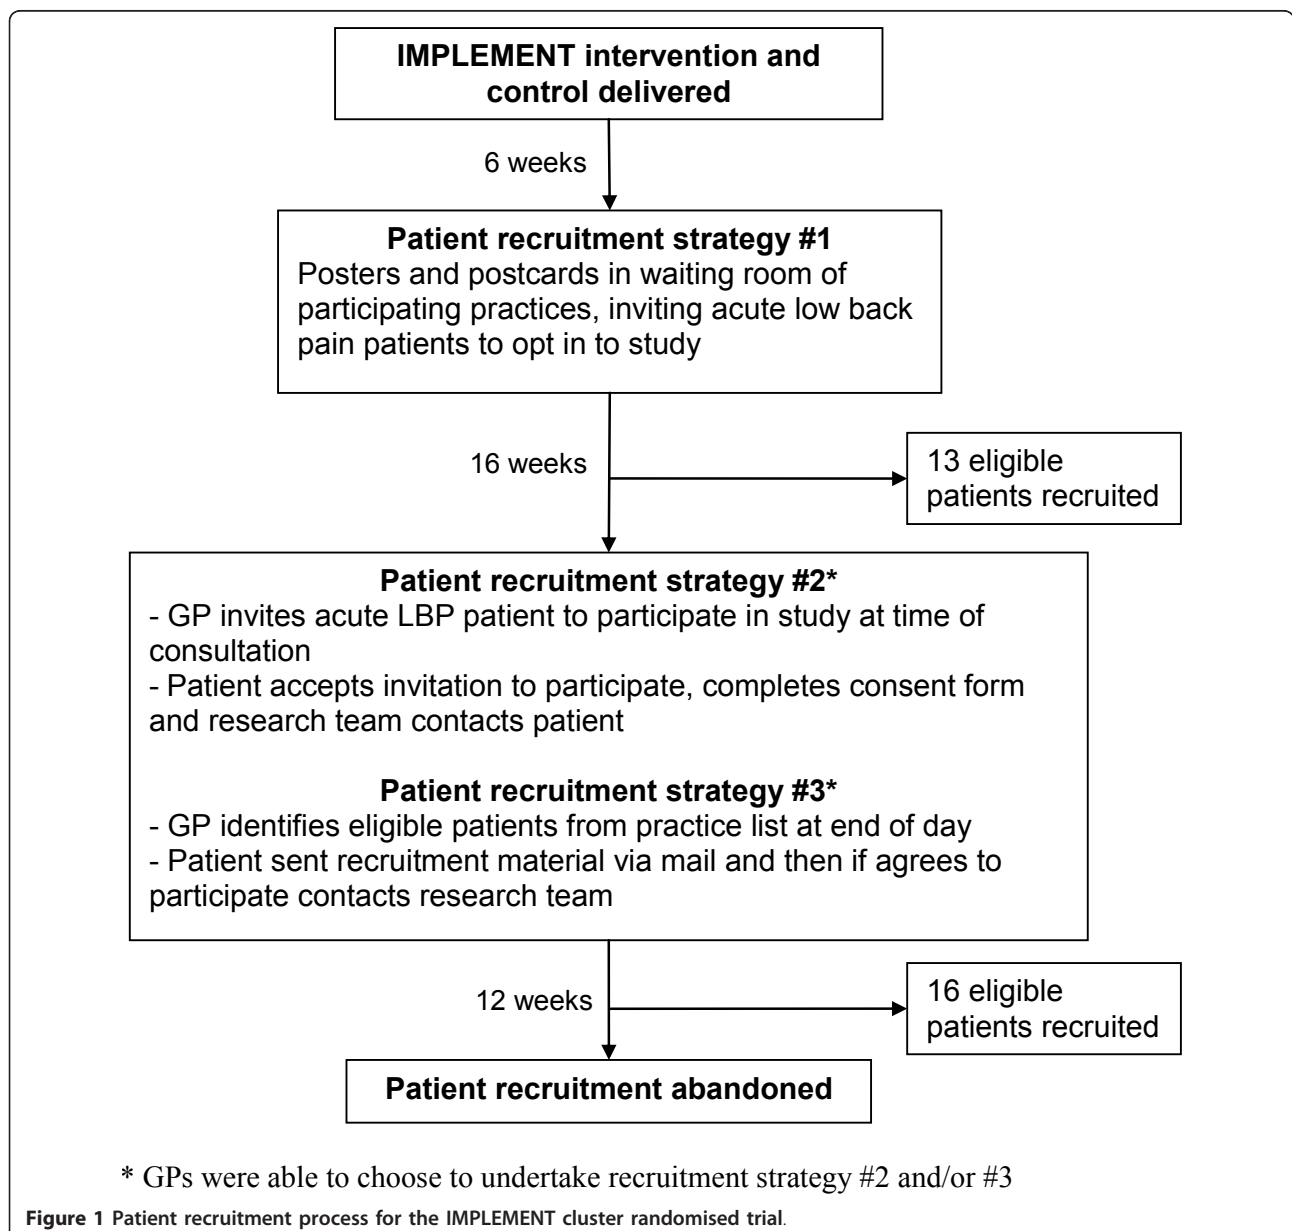 IMPLEMENT intervention and
control delivered
6 weeks
Patient recruitment strategy #1
Posters and postcards in waiting room of
participating practices, inviting acute low back
pain patients to opt in to study
16 weeks
13 eligible
patients recruited
Patient recruitment strategy #2*
- GP invites acute LBP patient to participate in study at time of
consultation
- Patient accepts invitation to participate, completes consent form
and research team contacts patient
Patient recruitment strategy #3*
- GP identifies eligible patients from practice list at end of day
- Patient sent recruitment material via mail and then if agrees to
participate contacts research team
12 weeks
16 eligible
patients recruited
Patient recruitment abandoned
* GPs were able to choose to undertake recruitment strategy #2 and/or #3
Figure 1 Patient recruitment process for the IMPLEMENT cluster randomised trial.